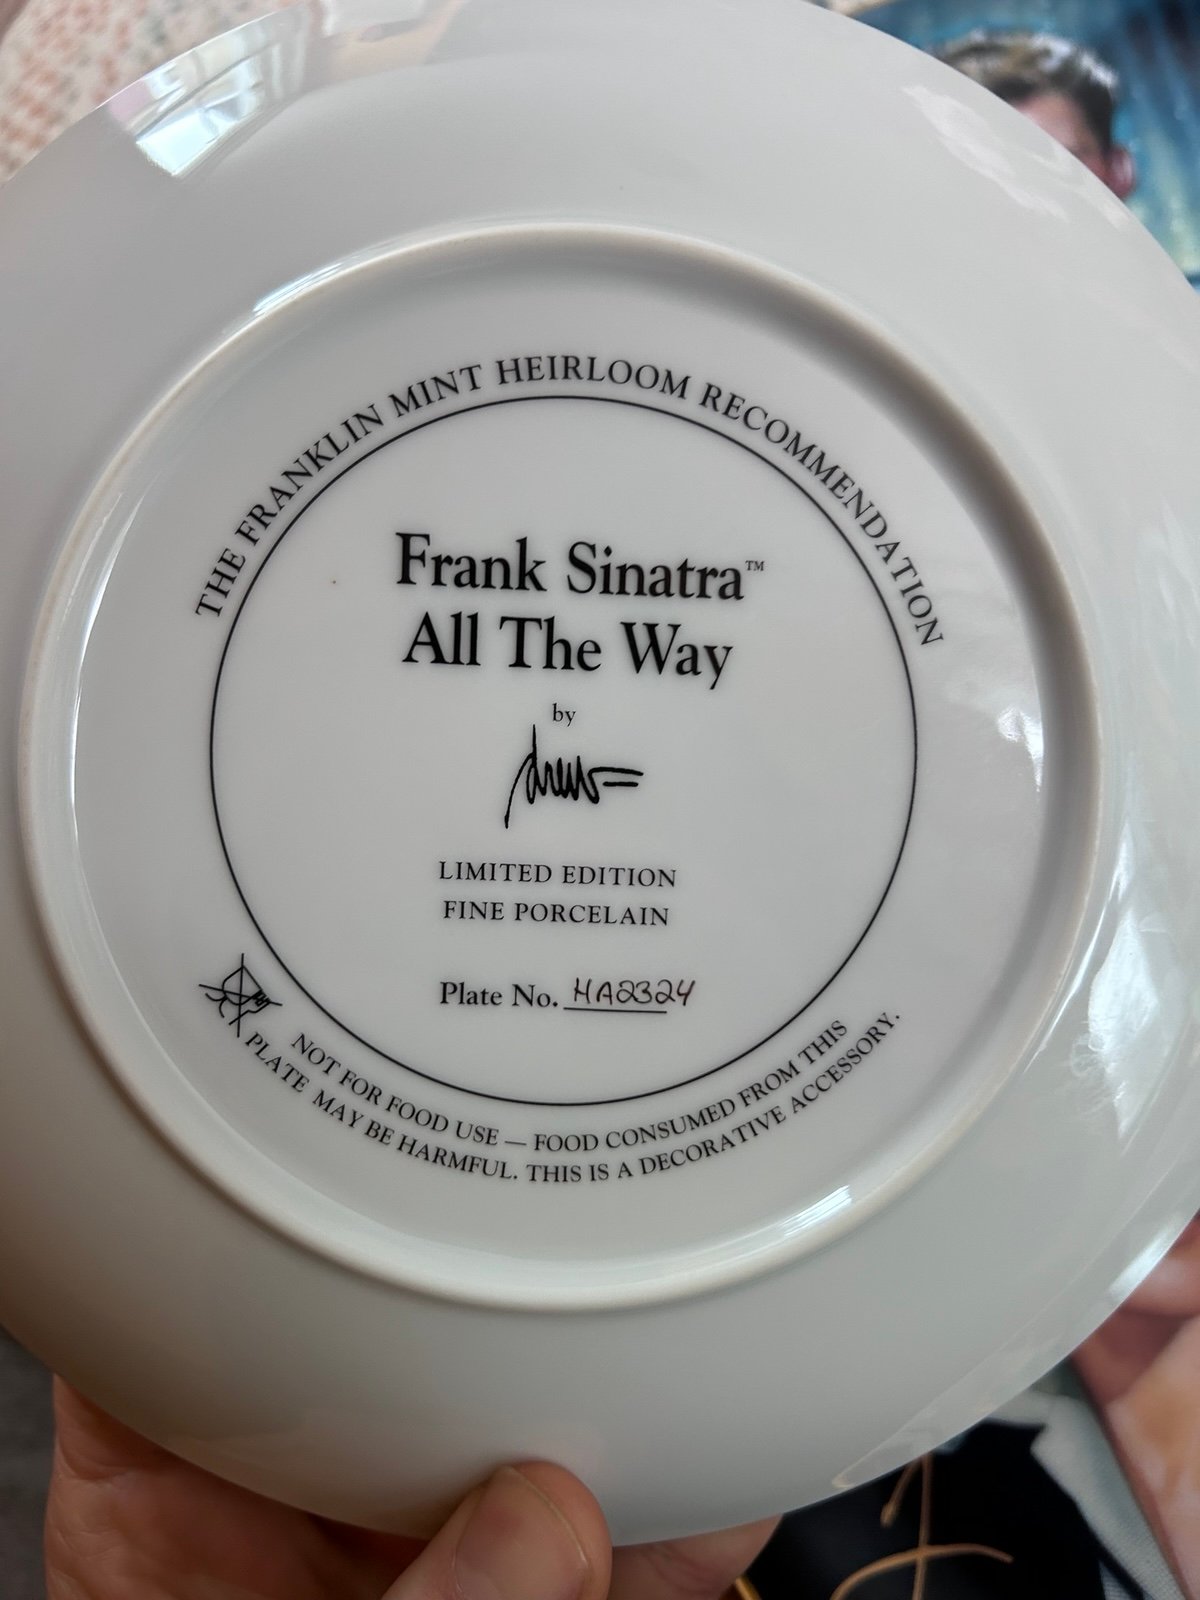 THE FRANKLIN MINT HEIRLOOM RECOMMENDATION
Frank Sinatra™
All The Way
by
LIMITED EDITION
FINE PORCELAIN
Plate No. HA2324
NOT FOR FOOD USE — FOOD CONSUMED FROM THIS
PLATE MAY BE HARMFUL. THIS IS A DECORATIVE ACCESSORY.